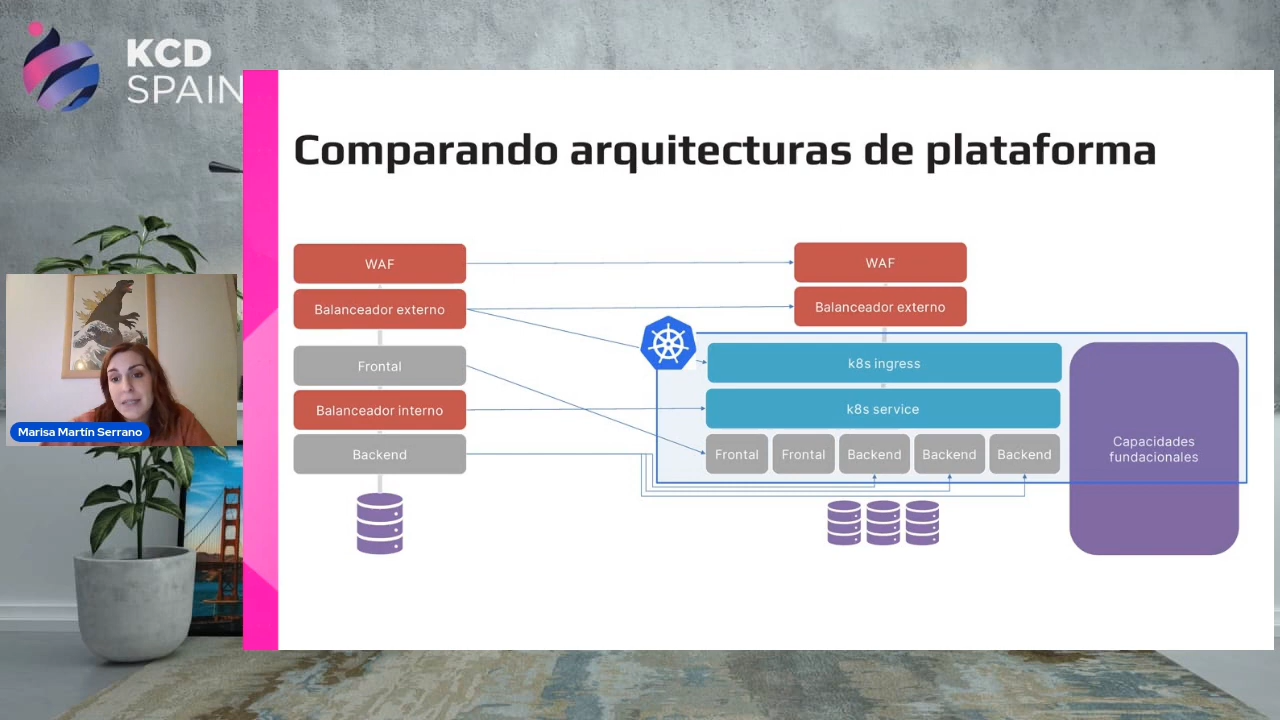 KCD
SPAIN
Comparando arquitecturas de plataforma
WAF
Balanceador externo
Frontal
Balanceador interno
Backend
WAF
Balanceador externo
k8s ingress
k8s service
Frontal
Frontal
Backend
Backend
Backend
Capacidades
fundacionales
Marisa Martín Serrano